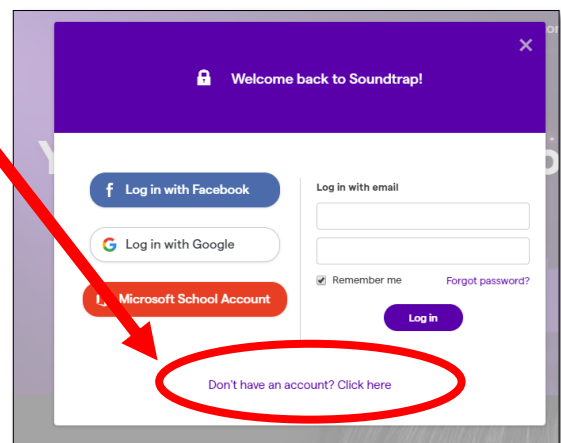 Welcome back to Soundtrap!
Log in with Facebook
Log in with Google
Microsoft School Account
Log in with email
Remember me
Forgot password?
Log in
Don't have an account? Click here